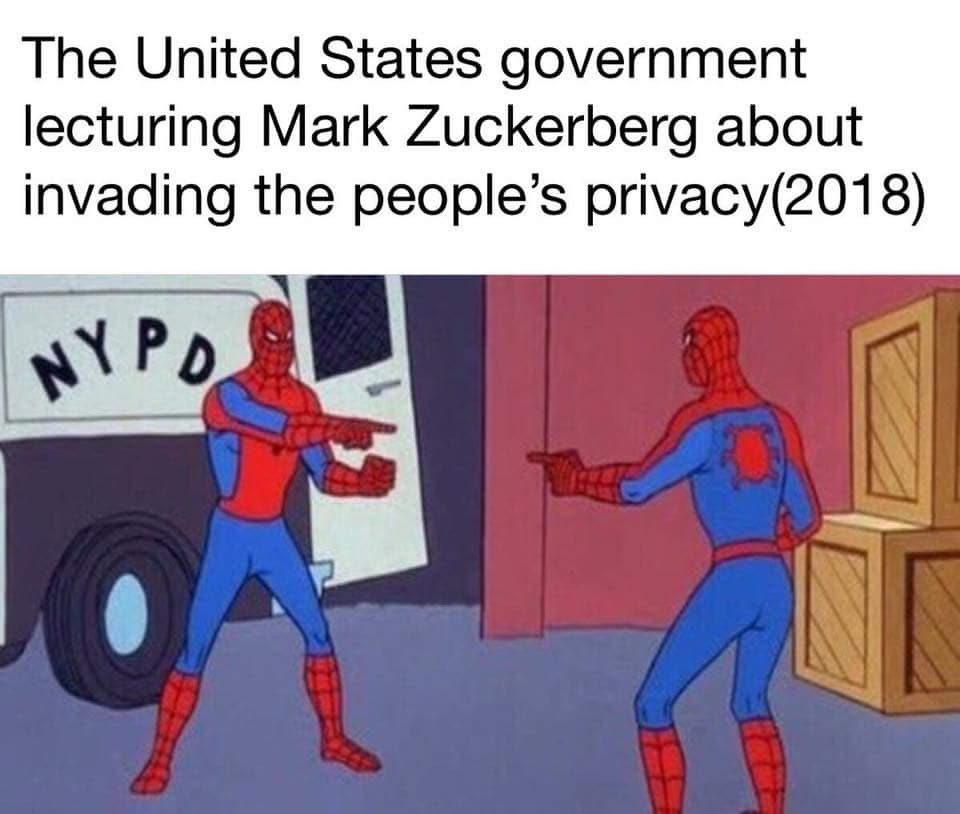 The United States government
lecturing Mark Zuckerberg about
invading the people’s privacy(2018)
NYPD